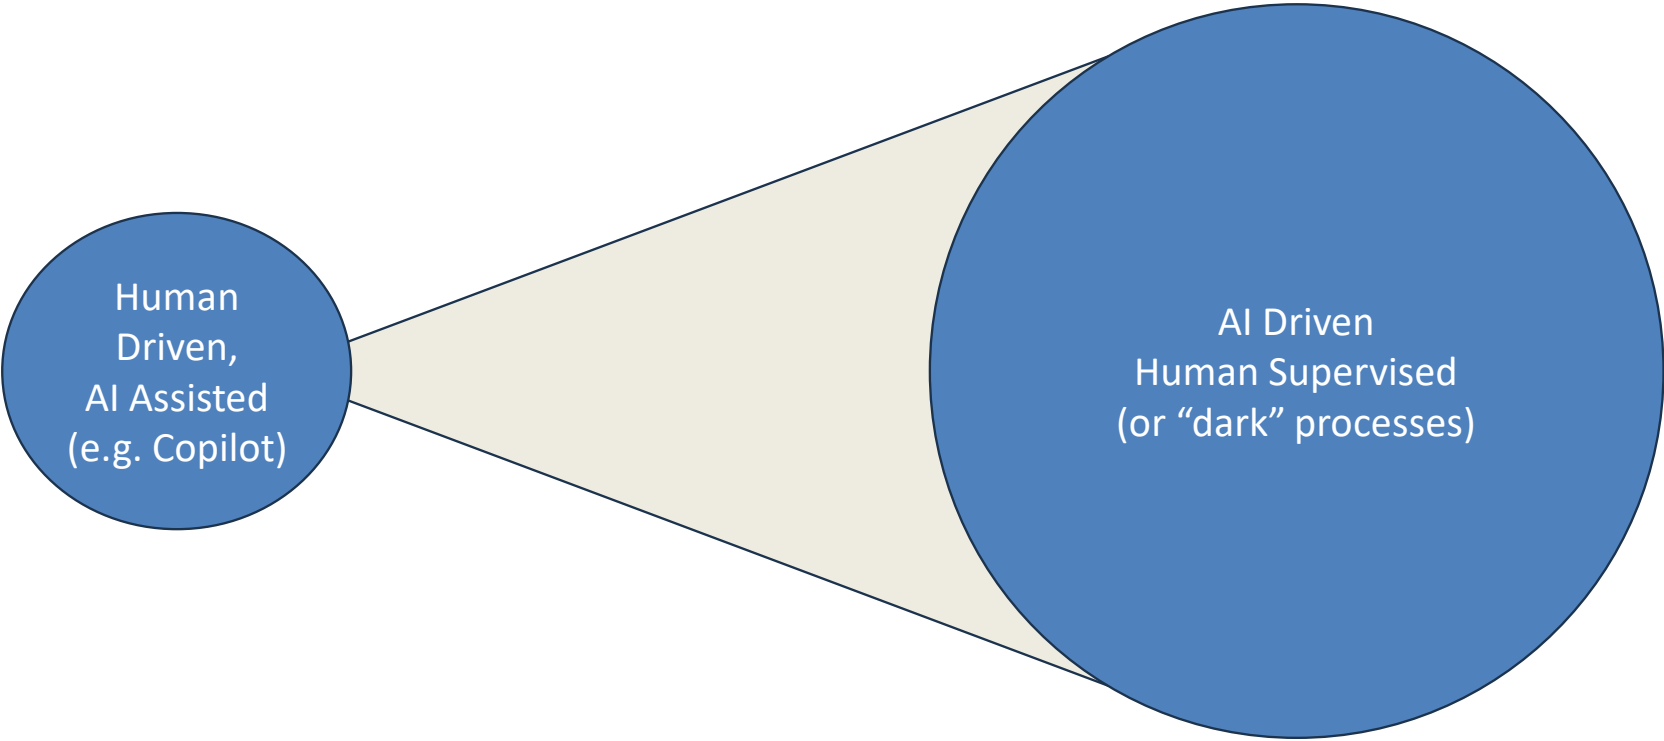 Human
Driven,
AI Assisted
(e.g. Copilot)
AI Driven
Human Supervised
(or “dark” processes)